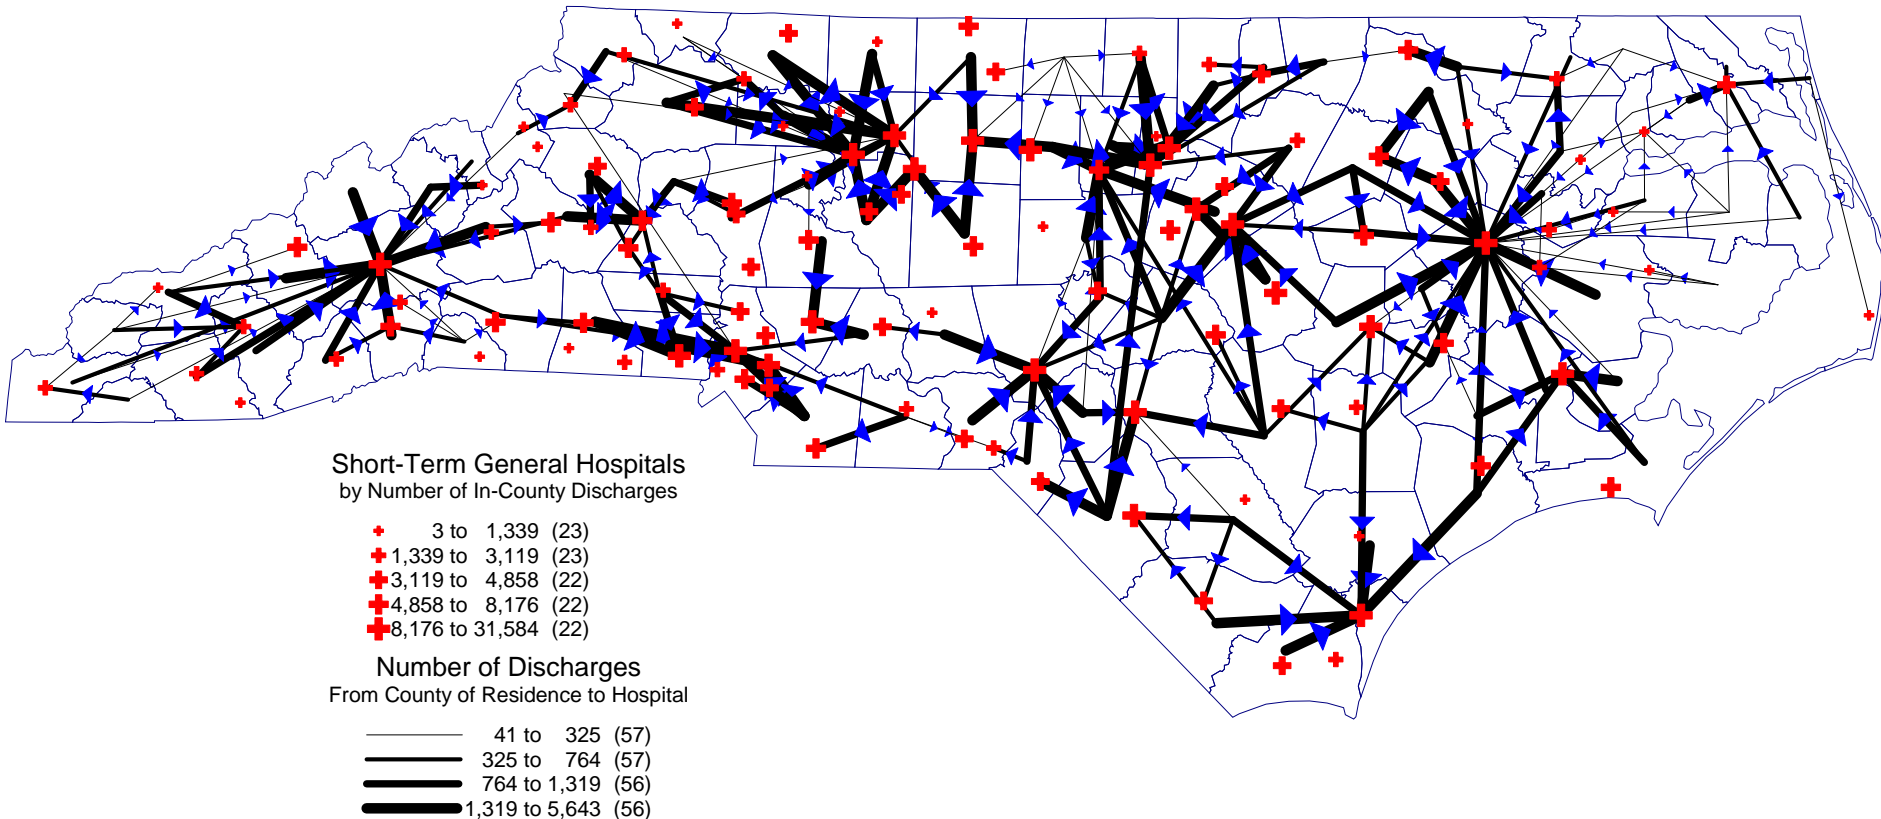 Short-Term General Hospitals
by Number of In-County Discharges
3 to 1,339 (23)
1,339 to 3,119 (23)
3,119 to 4,858 (22)
4,858 to 8,176 (22)
8,176 to 31,584 (22)
Number of Discharges
From County of Residence to Hospital
41 to 325 (57)
325 to 764 (57)
764 to 1,319 (56)
1,319 to 5,643 (56)